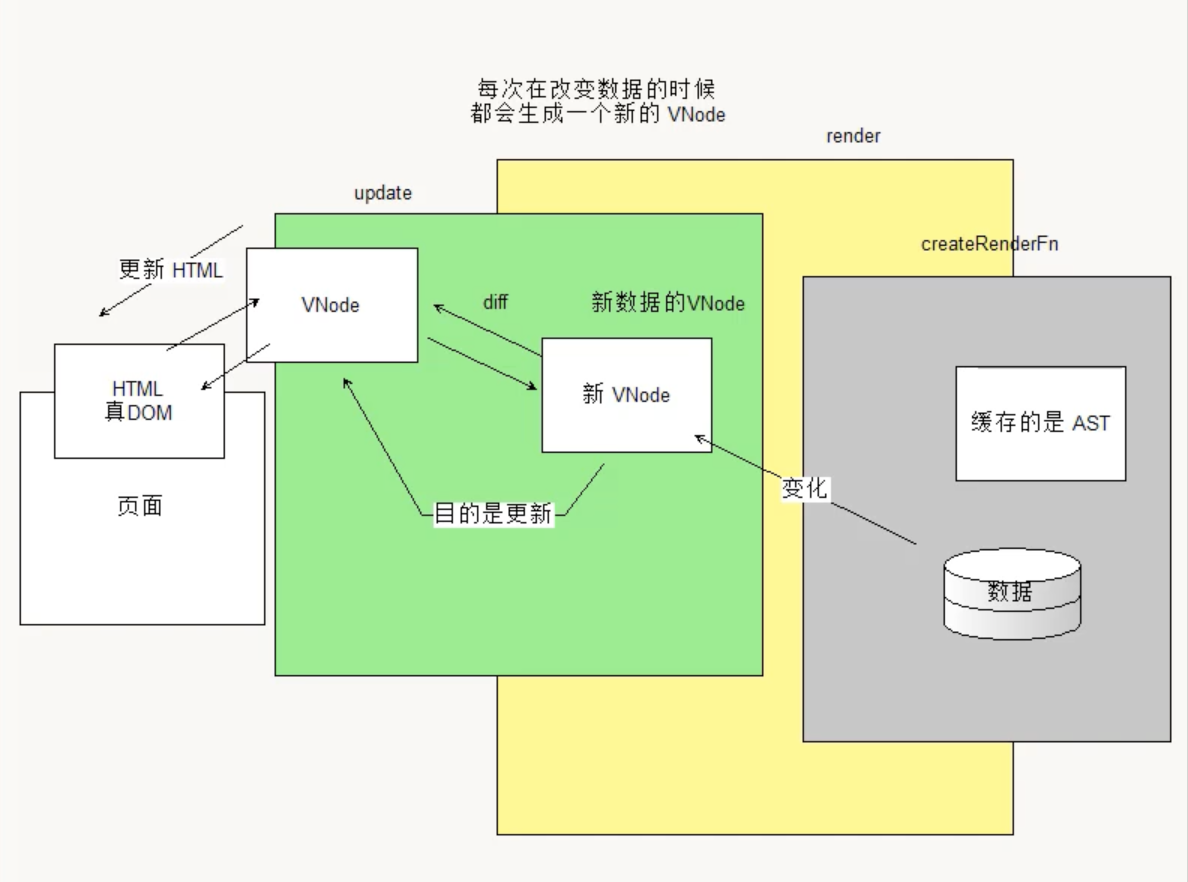 每次在改变数据的时候
都会生成一个新的 VNode
render
update
createRenderFn
更新 HTML
VNode
diff
新数据的VNode
HTML
真DOM
新 VNode
缓存的是 AST
变化
页面
目的是更新
数据